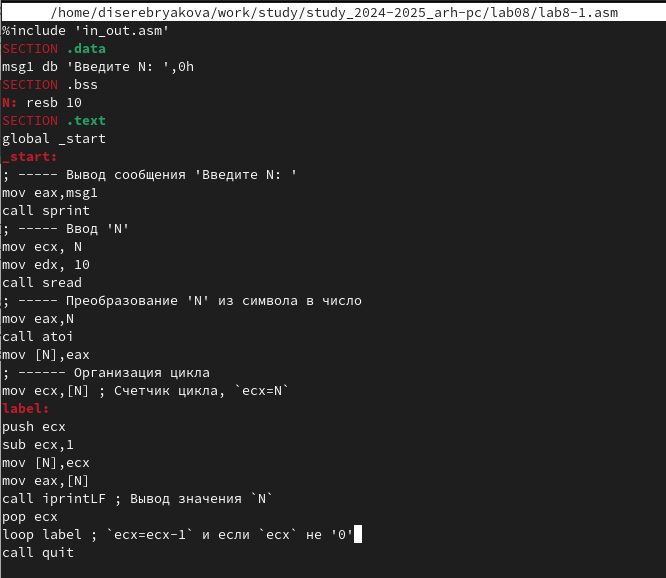 /home/diserebryakova/work/study/study_2024-2025_arh-pc/lab08/lab8-1.asm
%include 'in_out.asm'
SECTION .data
msg1 db 'Введите N: ',0h
SECTION .bss
N: resb 10
SECTION .text
global _start
_start:
; ----- Вывод сообщения 'Введите N: '
mov eax,msg1
call sprint
; ----- Ввод 'N'
mov ecx, N
mov edx, 10
call sread
; ----- Преобразование 'N' из символа в число
mov eax,N
call atoi
mov [N],eax
; ------ Организация цикла
mov ecx,[N] ; Счетчик цикла, `ecx=N`
label:
push ecx
sub ecx,1
mov [N],ecx
mov eax,[N]
call iprintLF ; Вывод значения `N`
pop ecx
loop label ; `ecx=ecx-1` и если `ecx` не '0'
call quit